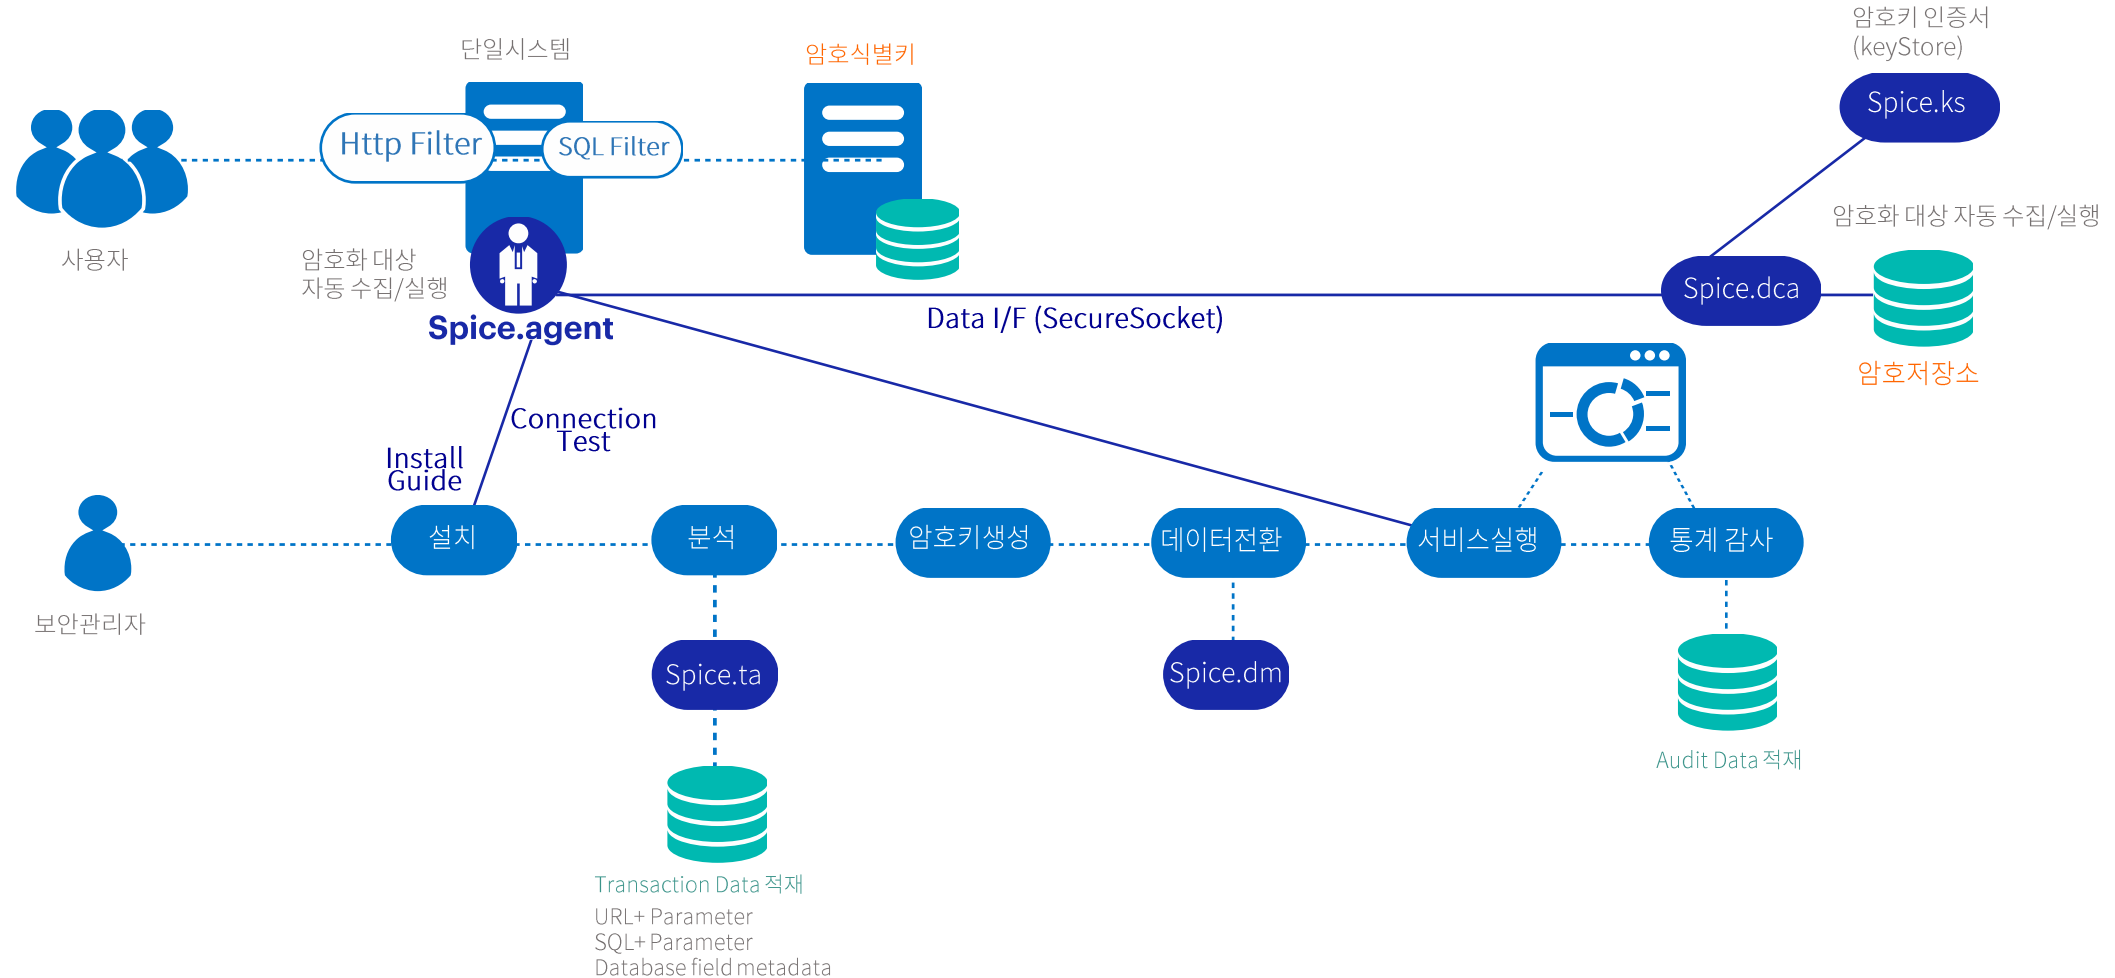 암호키 인증서
(keyStore)
단일시스템
암호식별키
Spice.ks
Http Filter
SQL Filter
암호화 대상 자동 수집/실행
사용자
암호화 대상
자동 수집/실행
Spice.dca
Spice.agent
Data I/F (SecureSocket)
암호저장소
Connection
Test
Install
Guide
설치
분석
암호키생성
데이터전환
서비스실행
통계 감사
보안관리자
Spice.ta
Spice.dm
Audit Data 적재
Transaction Data 적재
URL+ Parameter
SQL+ Parameter
Database field metadata